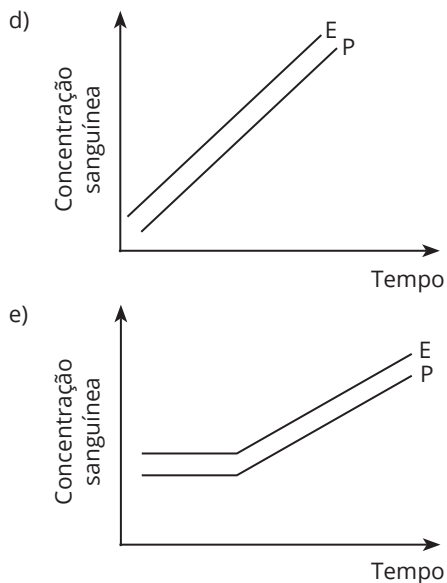 d)
E
P
Concentração
sanguínea
Tempo
e)
E
P
Concentração
sanguínea
Tempo